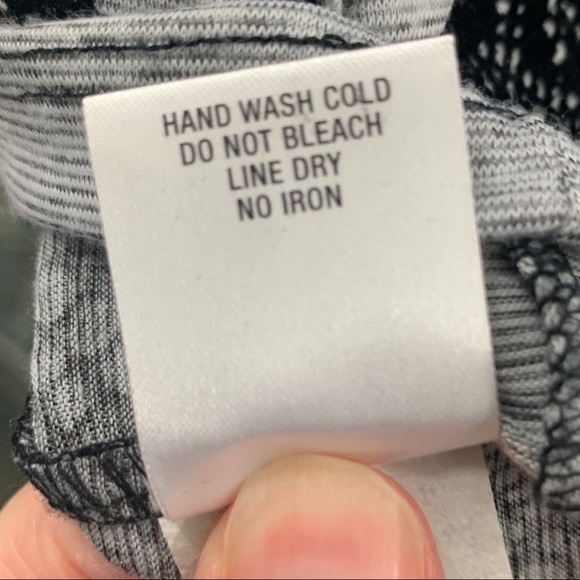 HAND WASH COLD
DO NOT BLEACH
LINE DRY
NO IRON